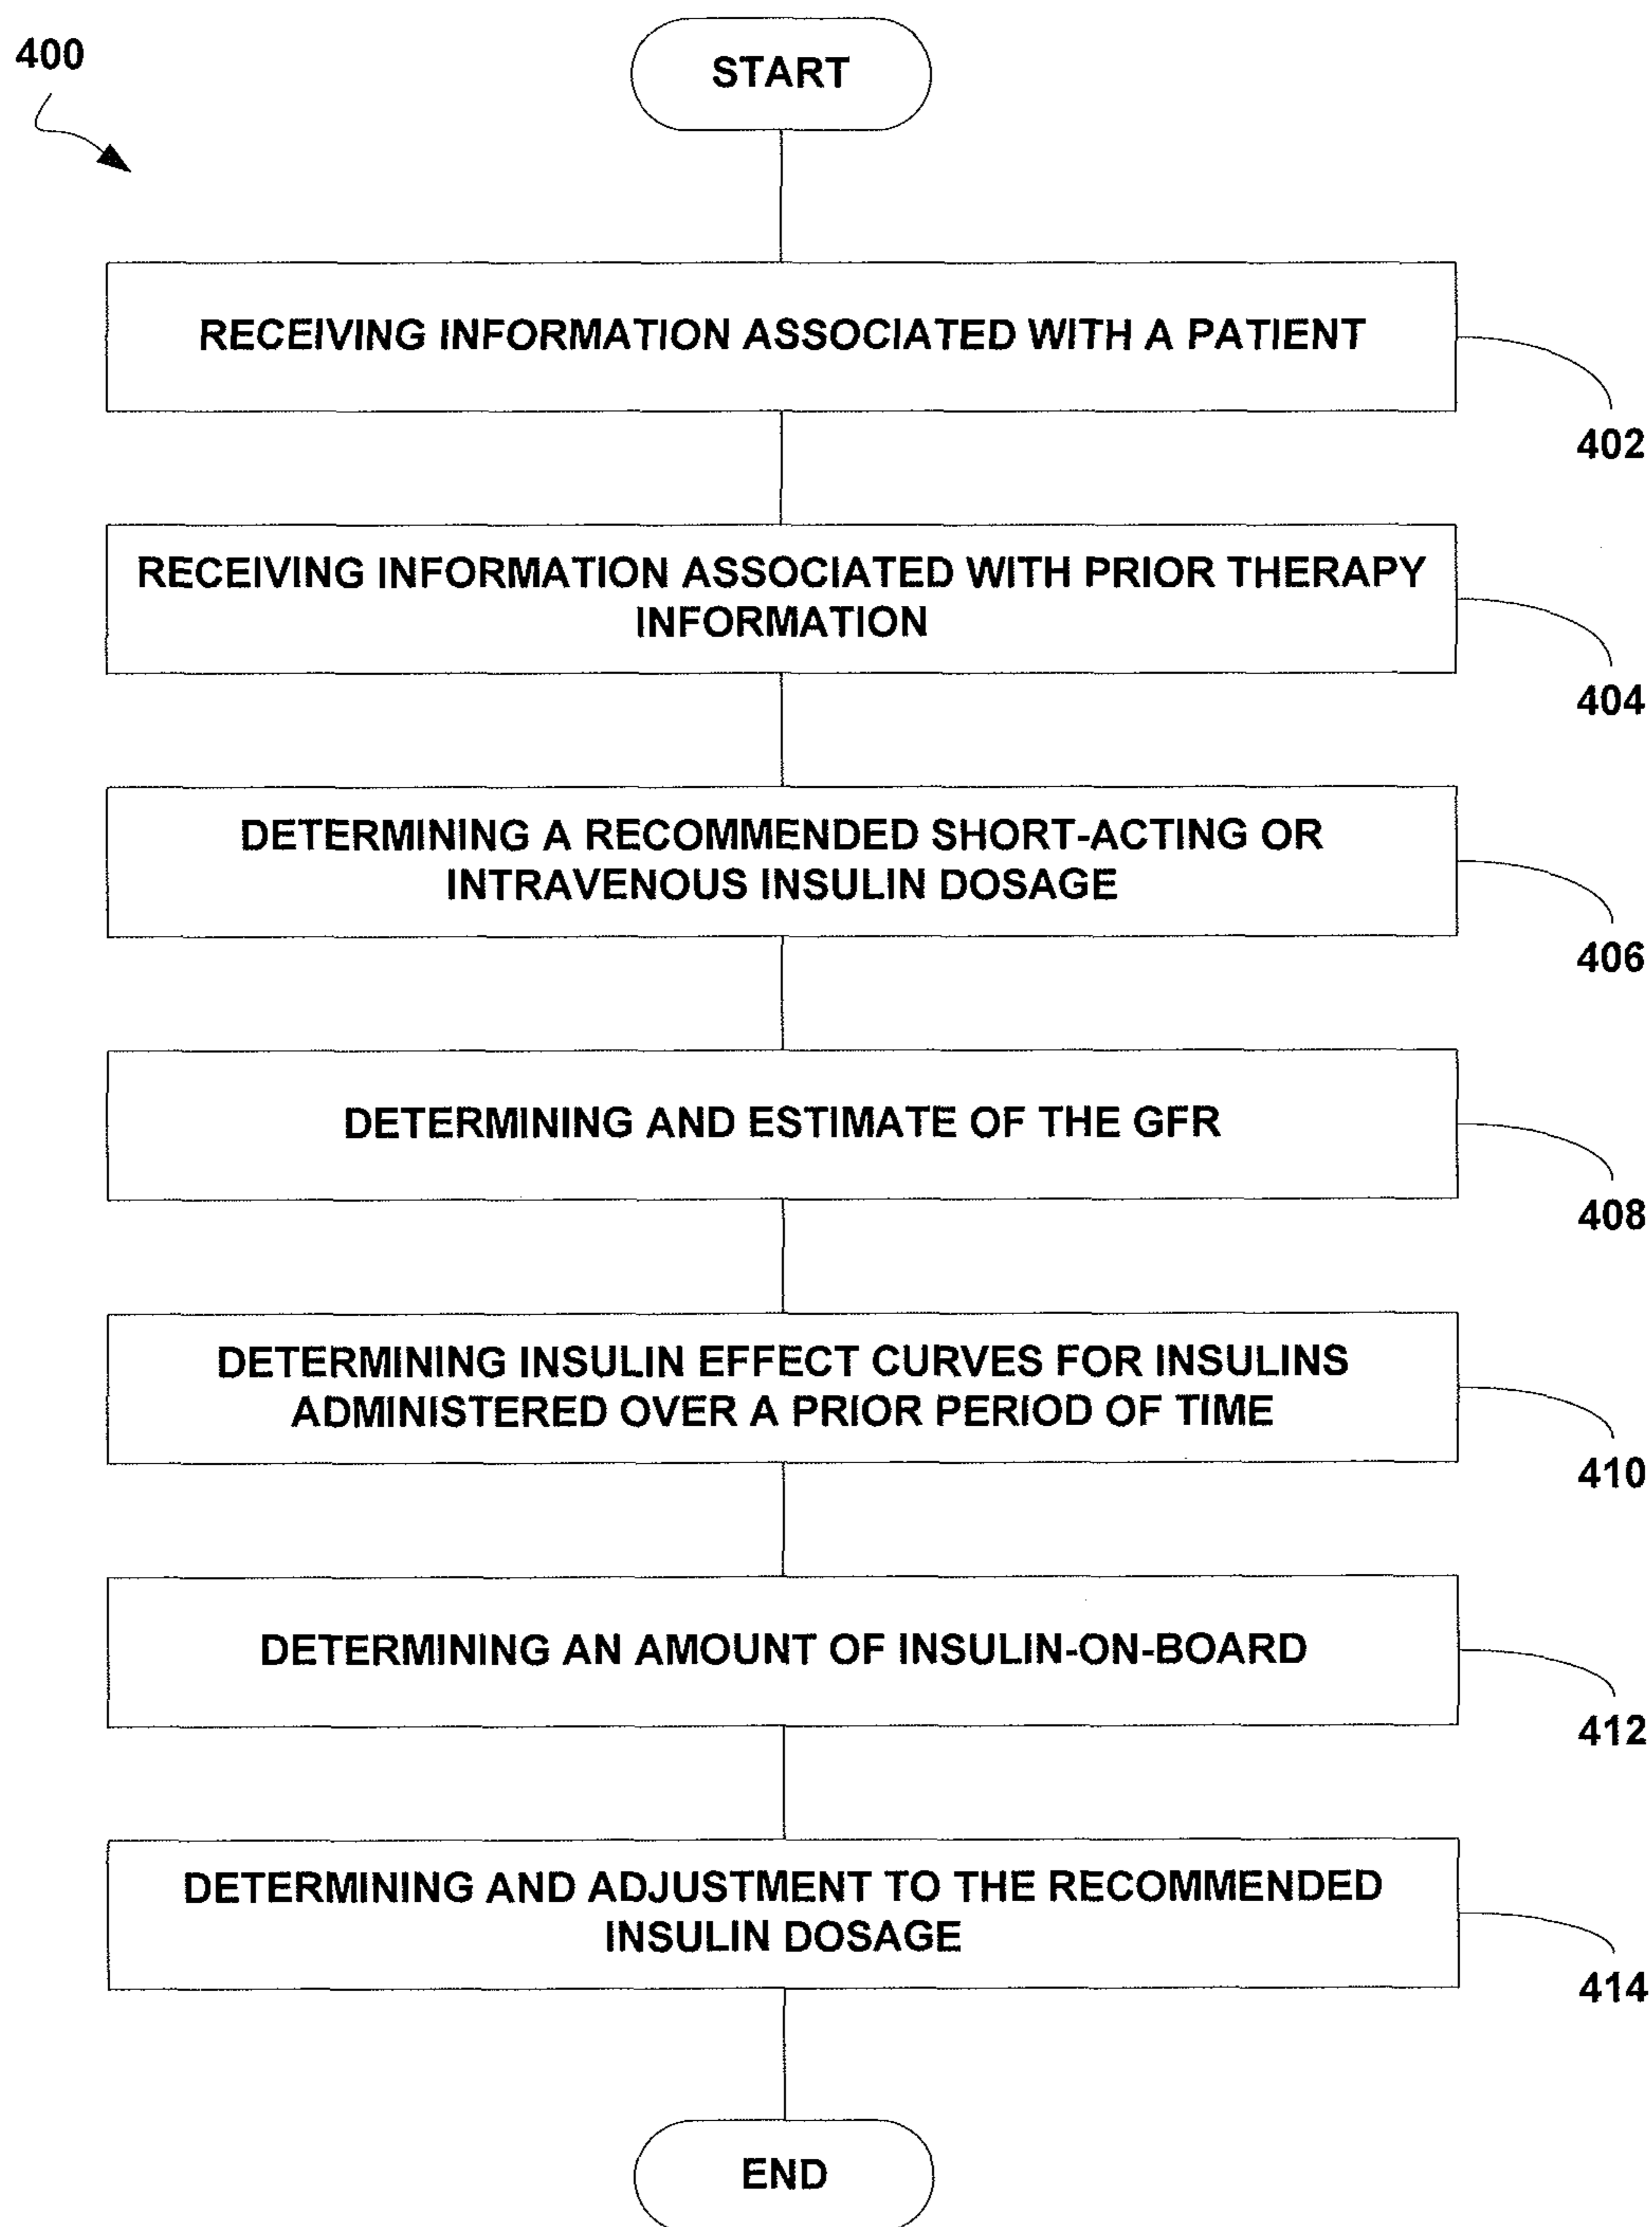 400
START
RECEIVING INFORMATION ASSOCIATED WITH A PATIENT
402
RECEIVING INFORMATION ASSOCIATED WITH PRIOR THERAPY
INFORMATION
404
DETERMINING A RECOMMENDED SHORT-ACTING OR
INTRAVENOUS INSULIN DOSAGE
406
DETERMINING AND ESTIMATE OF THE GFR
408
DETERMINING INSULIN EFFECT CURVES FOR INSULINS
ADMINISTERED OVER A PRIOR PERIOD OF TIME
410
DETERMINING AN AMOUNT OF INSULIN-ON-BOARD
412
DETERMINING AND ADJUSTMENT TO THE RECOMMENDED
INSULIN DOSAGE
414
END